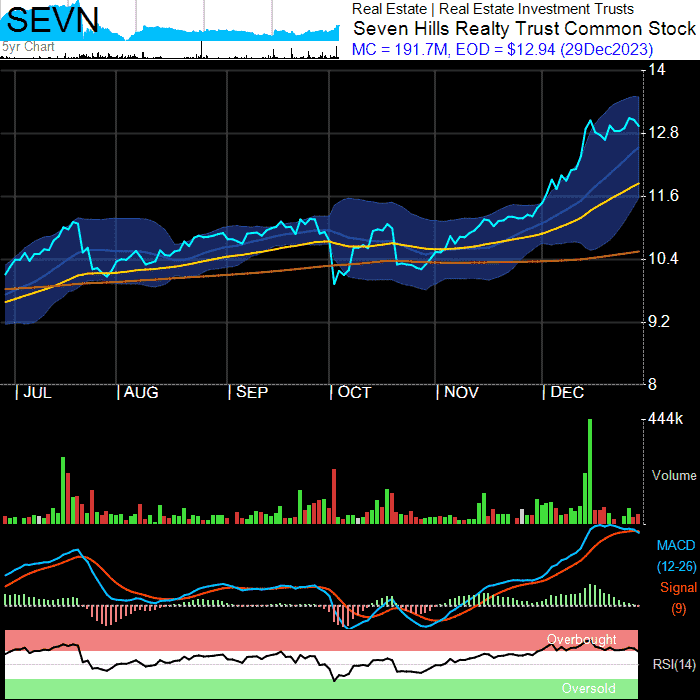 SEVN
5yr Chart
Real Estate | Real Estate Investment Trusts
Seven Hills Realty Trust Common Stock
MC = 191.7M, EOD = $12.94 (29Dec2023)
14
12.8
11.6
10.4
9.2
8
JUL AUG SEP OCT NOV DEC
444k
Volume
MACD
(12-26)
Signal
(9)
Overbought
RSI(14)
Oversold